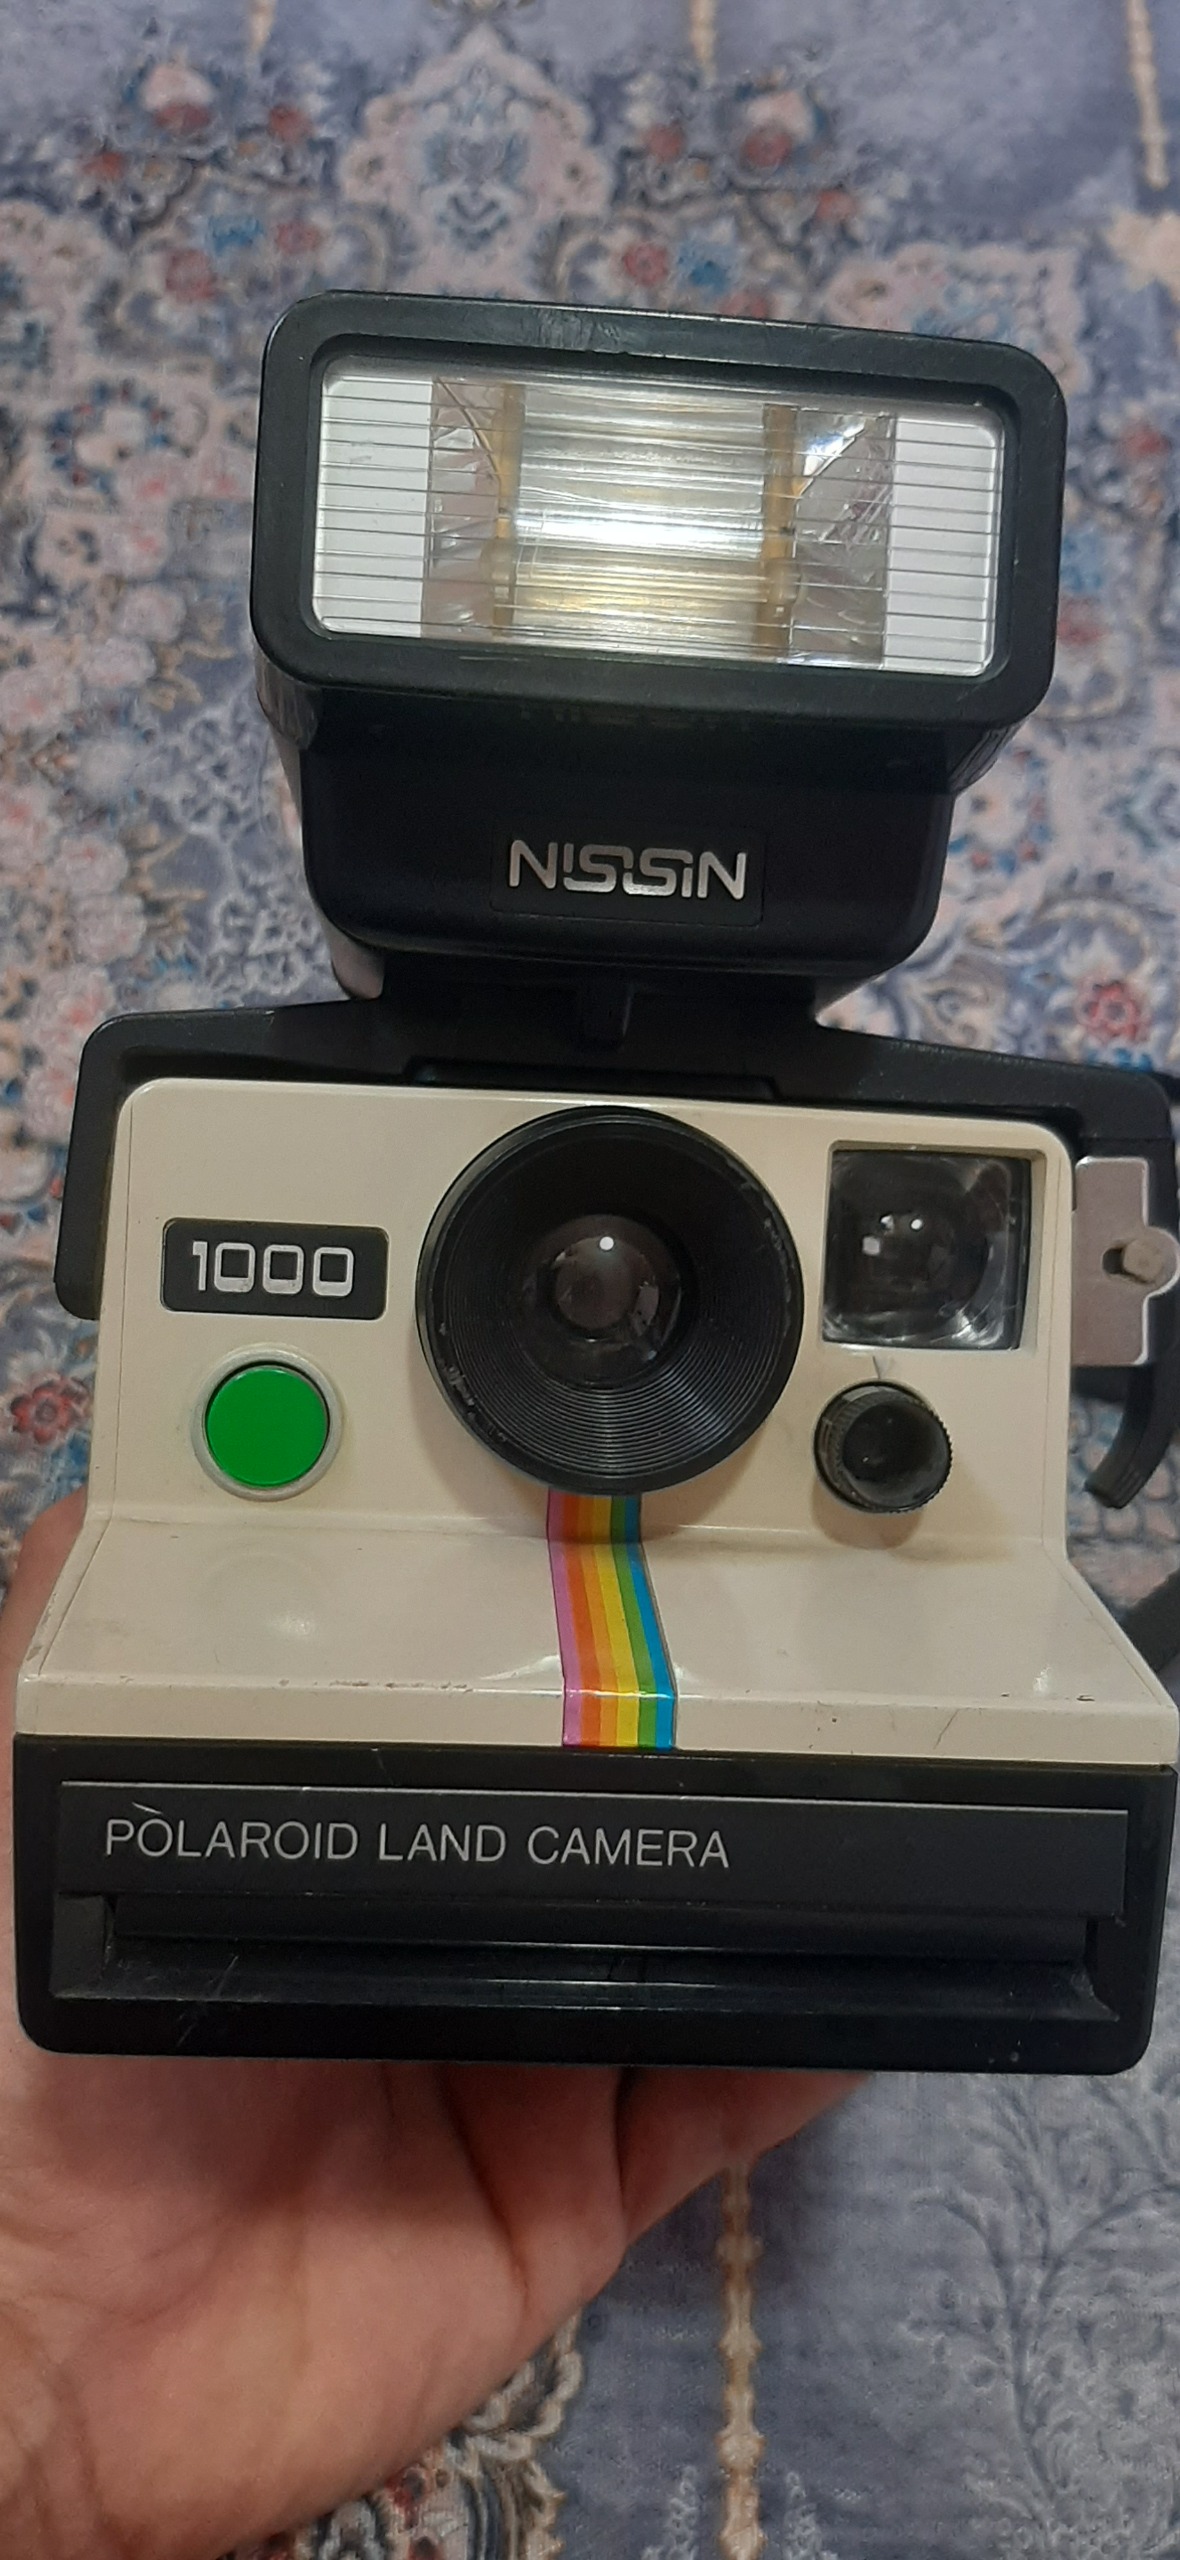 NISSIN
1000
POLAROID LAND CAMERA